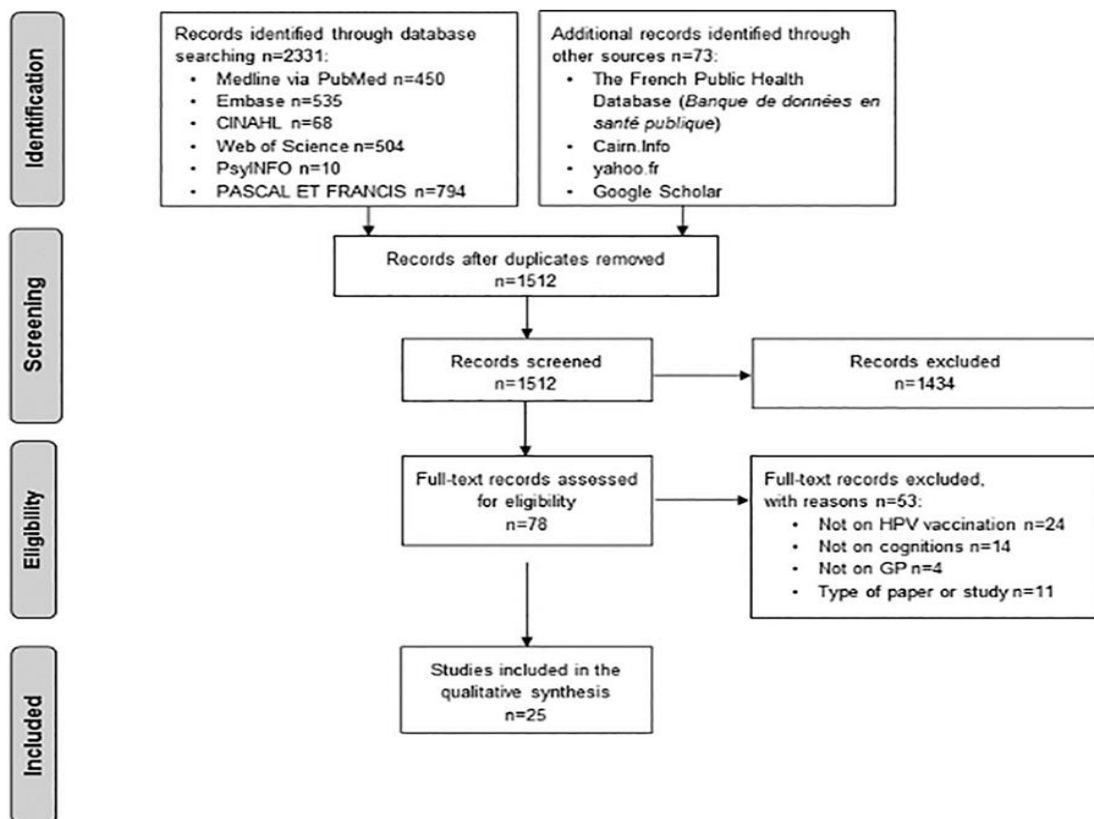 Identification
Records identified through database
searching n=2331:
• Medline via PubMed n=450
• Embase n=535
• CINAHL n=68
• Web of Science n=504
• PsyINFO n=10
• PASCAL ET FRANCIS n=794
Additional records identified through
other sources n=73:
• The French Public Health
Database (Banque de données en
santé publique)
• Cairn.Info
• yahoo.fr
• Google Scholar
Screening
Records after duplicates removed
n=1512
Records screened
n=1512
Records excluded
n=1434
Eligibility
Full-text records assessed
for eligibility
n=78
Full-text records excluded,
with reasons n=53:
• Not on HPV vaccination n=24
• Not on cognitions n=14
• Not on GP n=4
• Type of paper or study n=11
Included
Studies included in the
qualitative synthesis
n=25